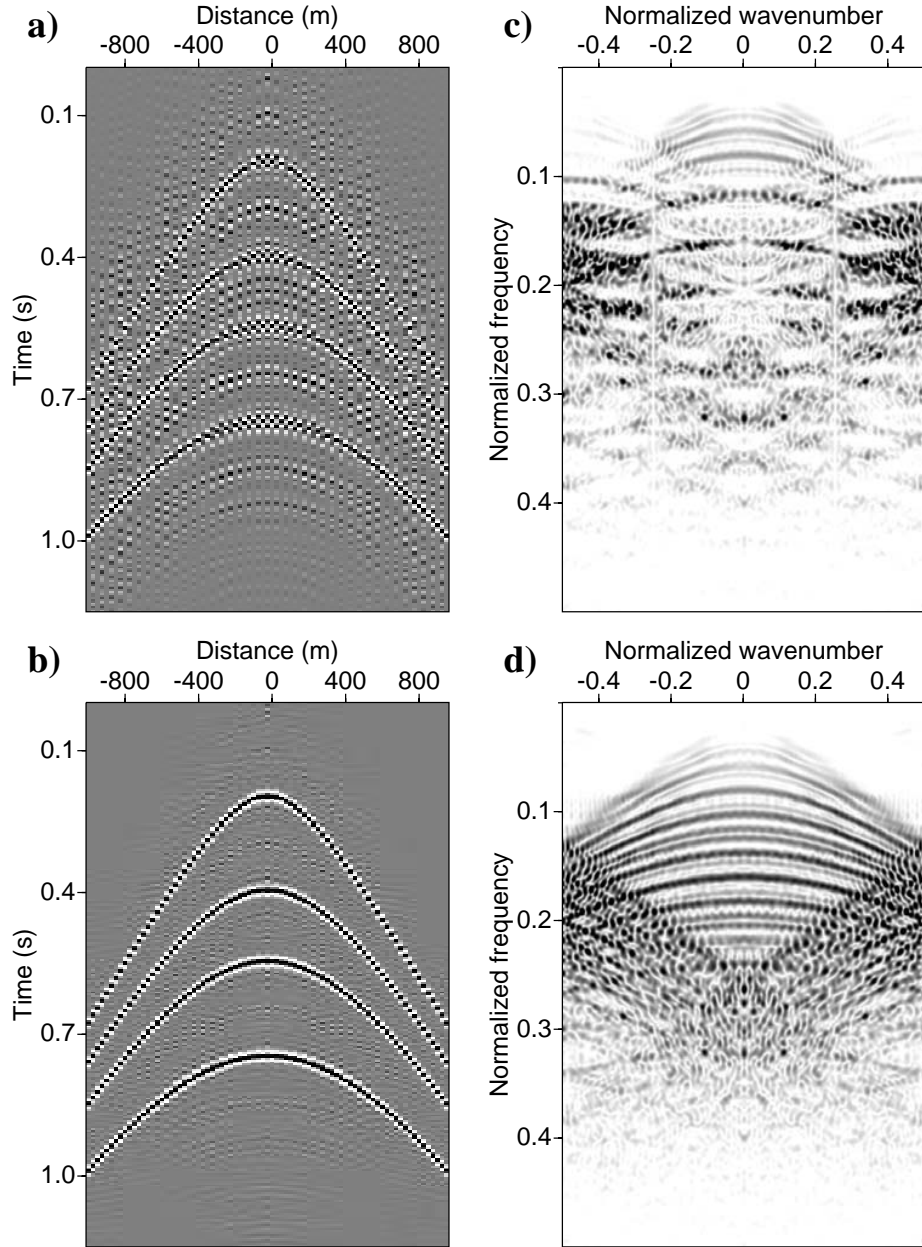 a)
Distance (m)
-800 -400 0 400 800
0.1
0.4
0.7
1.0
Time (s)
c)
Normalized wavenumber
-0.4 -0.2 0 0.2 0.4
0.1
0.2
0.3
0.4
Normalized frequency
b)
Distance (m)
-800 -400 0 400 800
0.1
0.4
0.7
1.0
Time (s)
d)
Normalized wavenumber
-0.4 -0.2 0 0.2 0.4
0.1
0.2
0.3
0.4
Normalized frequency